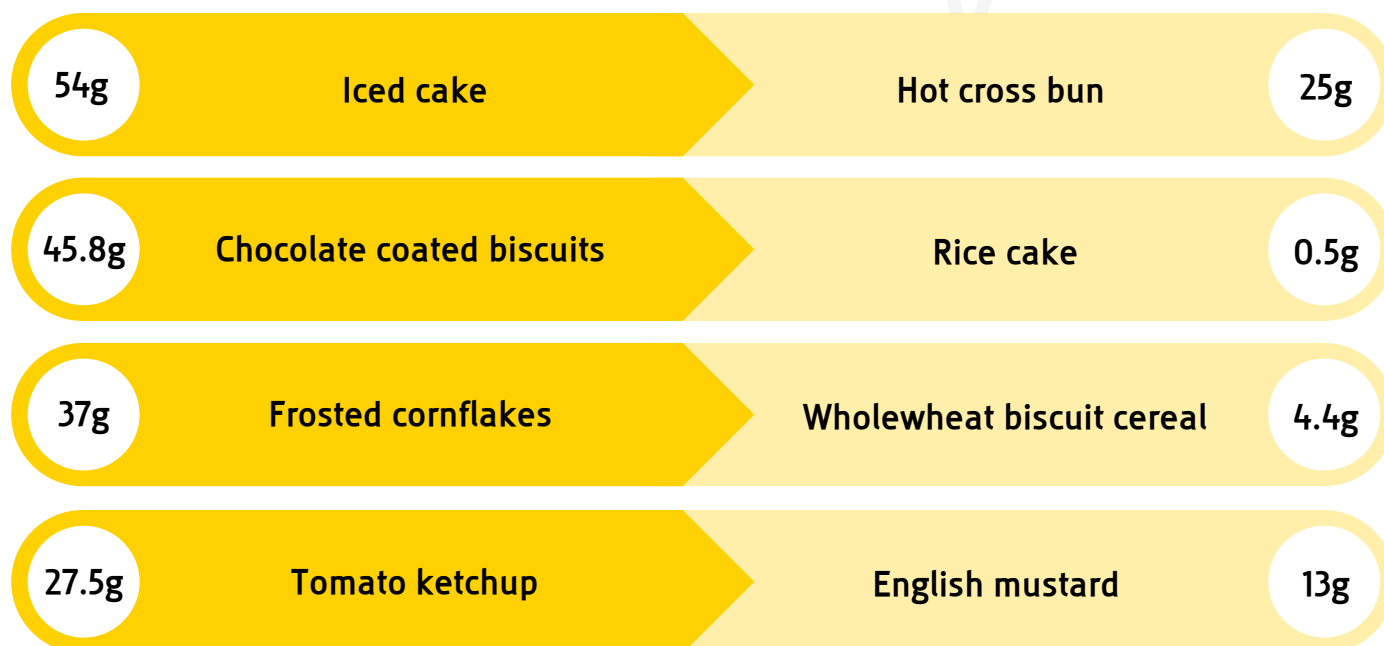 54g Iced cake Hot cross bun 25g
45.8g Chocolate coated biscuits Rice cake 0.5g
37g Frosted cornflakes Wholewheat biscuit cereal 4.4g
27.5g Tomato ketchup English mustard 13g